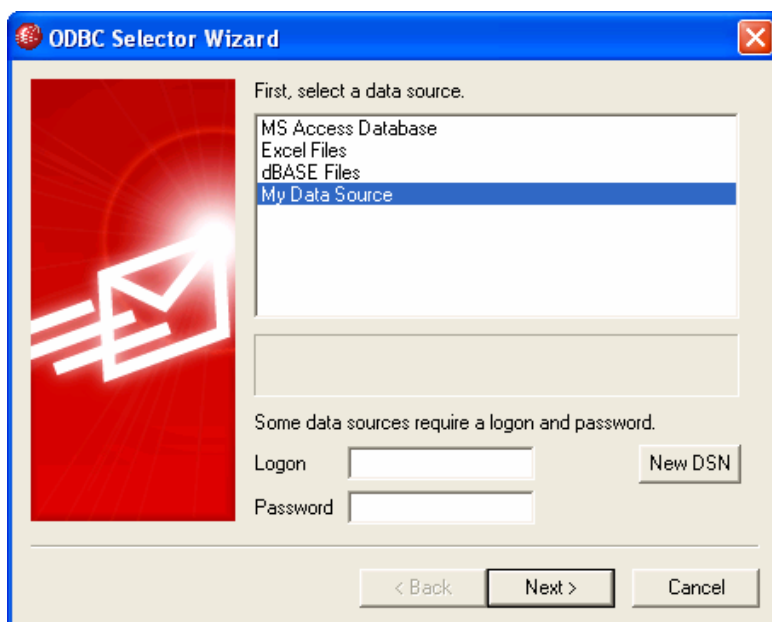 ODBC Selector Wizard
First, select a data source.
MS Access Database
Excel Files
dBASE Files
My Data Source
Some data sources require a logon and password.
Logon
New DSN
Password
< Back
Next >
Cancel